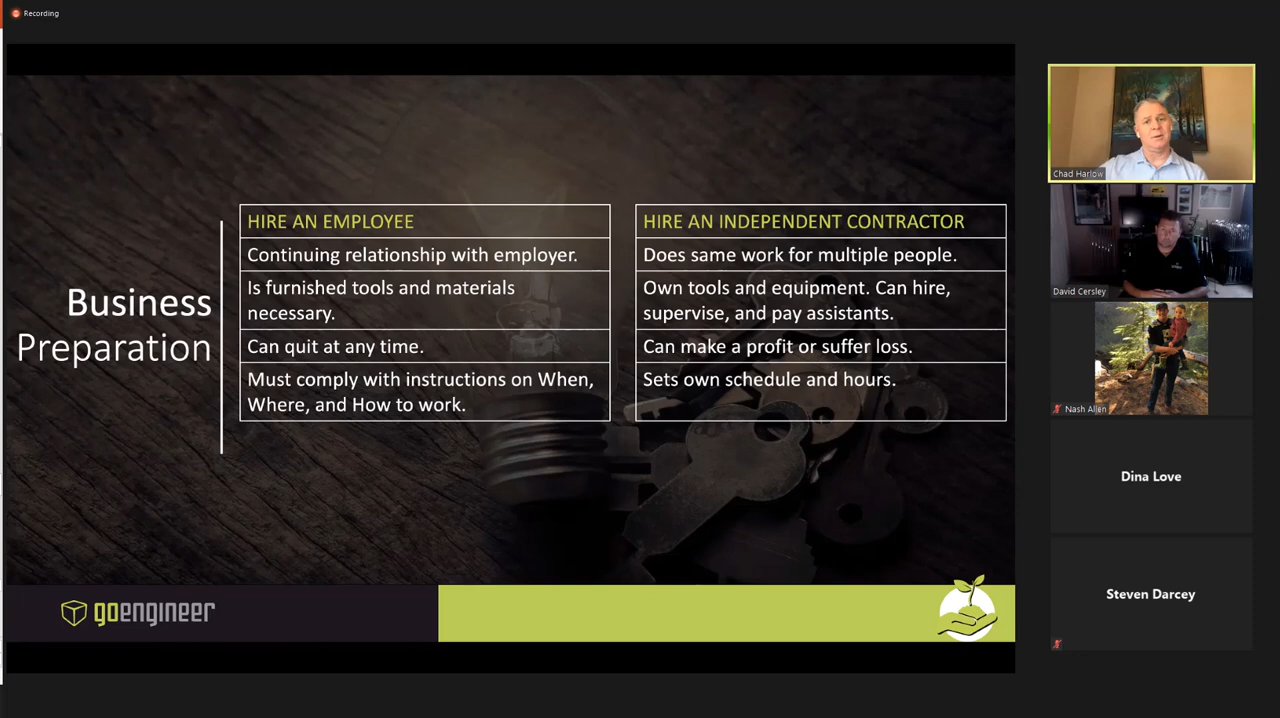 Recording
Business
Preparation
HIRE AN EMPLOYEE
Continuing relationship with employer.
Is furnished tools and materials
necessary.
Can quit at any time.
Must comply with instructions on When,
Where, and How to work.
HIRE AN INDEPENDENT CONTRACTOR
Does same work for multiple people.
Own tools and equipment. Can hire,
supervise, and pay assistants.
Can make a profit or suffer loss.
Sets own schedule and hours.
goengineer
Chad Harlow
David Cersley
Nash Allen
Dina Love
Steven Darcey